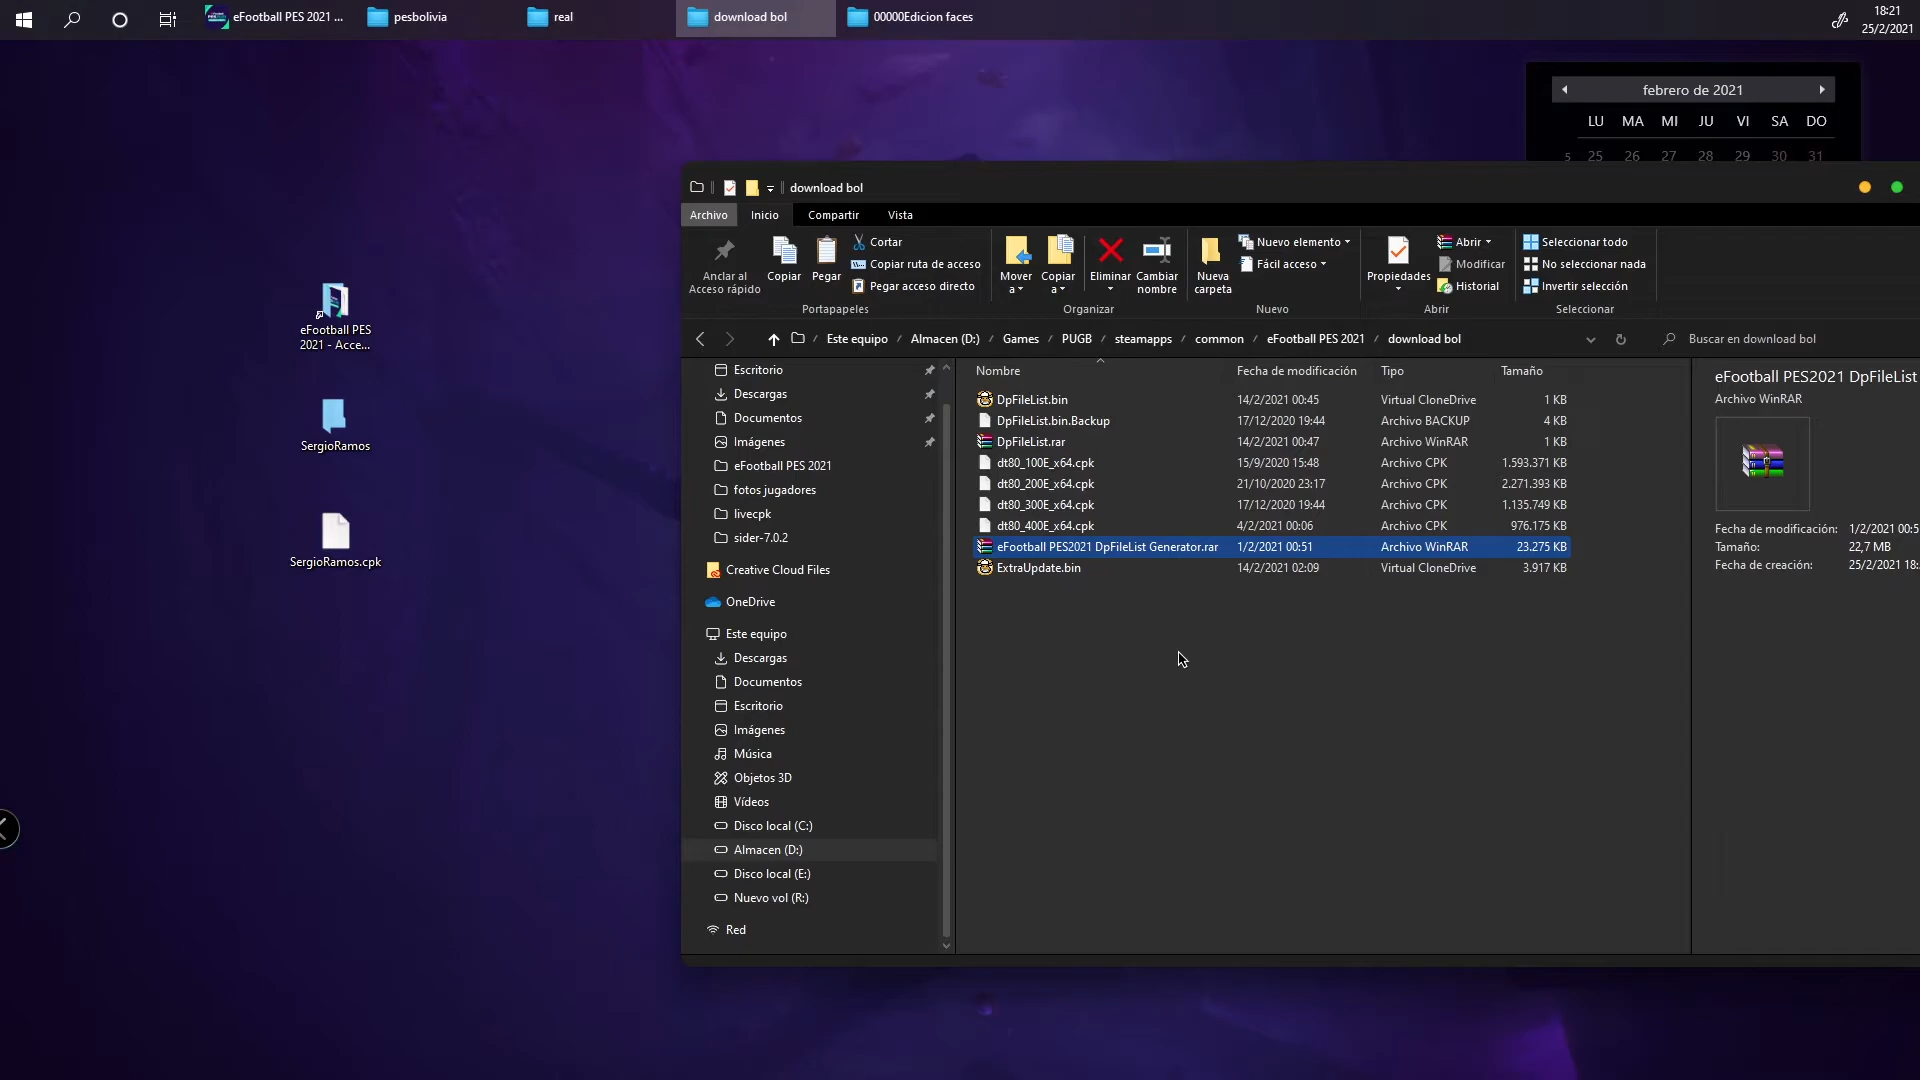 eFootball PES 2021 ...
pesbolivia
real
download bol
00000Edicion faces
18:21
25/2/2021
febrero de 2021
LU MA MI JU VI SA DO
5 25 26 27 28 29 30 31
eFootball PES
2021 - Acce...
SergioRamos
SergioRamos.cpk
download bol
Archivo Inicio Compartir Vista
Anclar al
Acceso rápido
Copiar
Pegar
Cortar
Copiar ruta de acceso
Pegar acceso directo
Portapapeles
Mover
a
Copiar
a
Eliminar
Cambiar
nombre
Organizar
Nueva
carpeta
Nuevo elemento
Fácil acceso
Nuevo
Propiedades
Abrir
Modificar
Historial
Abrir
Seleccionar todo
No seleccionar nada
Invertir selección
Seleccionar
Este equipo / Almacen (D:) / Games / PUGB / steamapps / common / eFootball PES 2021 / download bol
Buscar en download bol
Escritorio
Descargas
Documentos
Imágenes
eFootball PES 2021
fotos jugadores
livecpk
sider-7.0.2
Creative Cloud Files
OneDrive
Este equipo
Descargas
Documentos
Escritorio
Imágenes
Música
Objetos 3D
Vídeos
Disco local (C:)
Almacen (D:)
Disco local (E:)
Nuevo vol (R:)
Red
Nombre Fecha de modificación Tipo Tamaño
DpFileList.bin 14/2/2021 00:45 Virtual CloneDrive 1 KB
DpFileList.bin.Backup 17/12/2020 19:44 Archivo BACKUP 4 KB
DpFileList.rar 14/2/2021 00:47 Archivo WinRAR 1 KB
dt80_100E_x64.cpk 15/9/2020 15:48 Archivo CPK 1.593.371 KB
dt80_200E_x64.cpk 21/10/2020 23:17 Archivo CPK 2.271.393 KB
dt80_300E_x64.cpk 17/12/2020 19:44 Archivo CPK 1.135.749 KB
dt80_400E_x64.cpk 4/2/2021 00:06 Archivo CPK 976.175 KB
eFootball PES2021 DpFileList Generator.rar 1/2/2021 00:51 Archivo WinRAR 23.275 KB
ExtraUpdate.bin 14/2/2021 02:09 Virtual CloneDrive 3.917 KB
eFootball PES2021 DpFileList
Archivo WinRAR
Fecha de modificación: 1/2/2021 00:5
Tamaño: 22,7 MB
Fecha de creación: 25/2/2021 18: